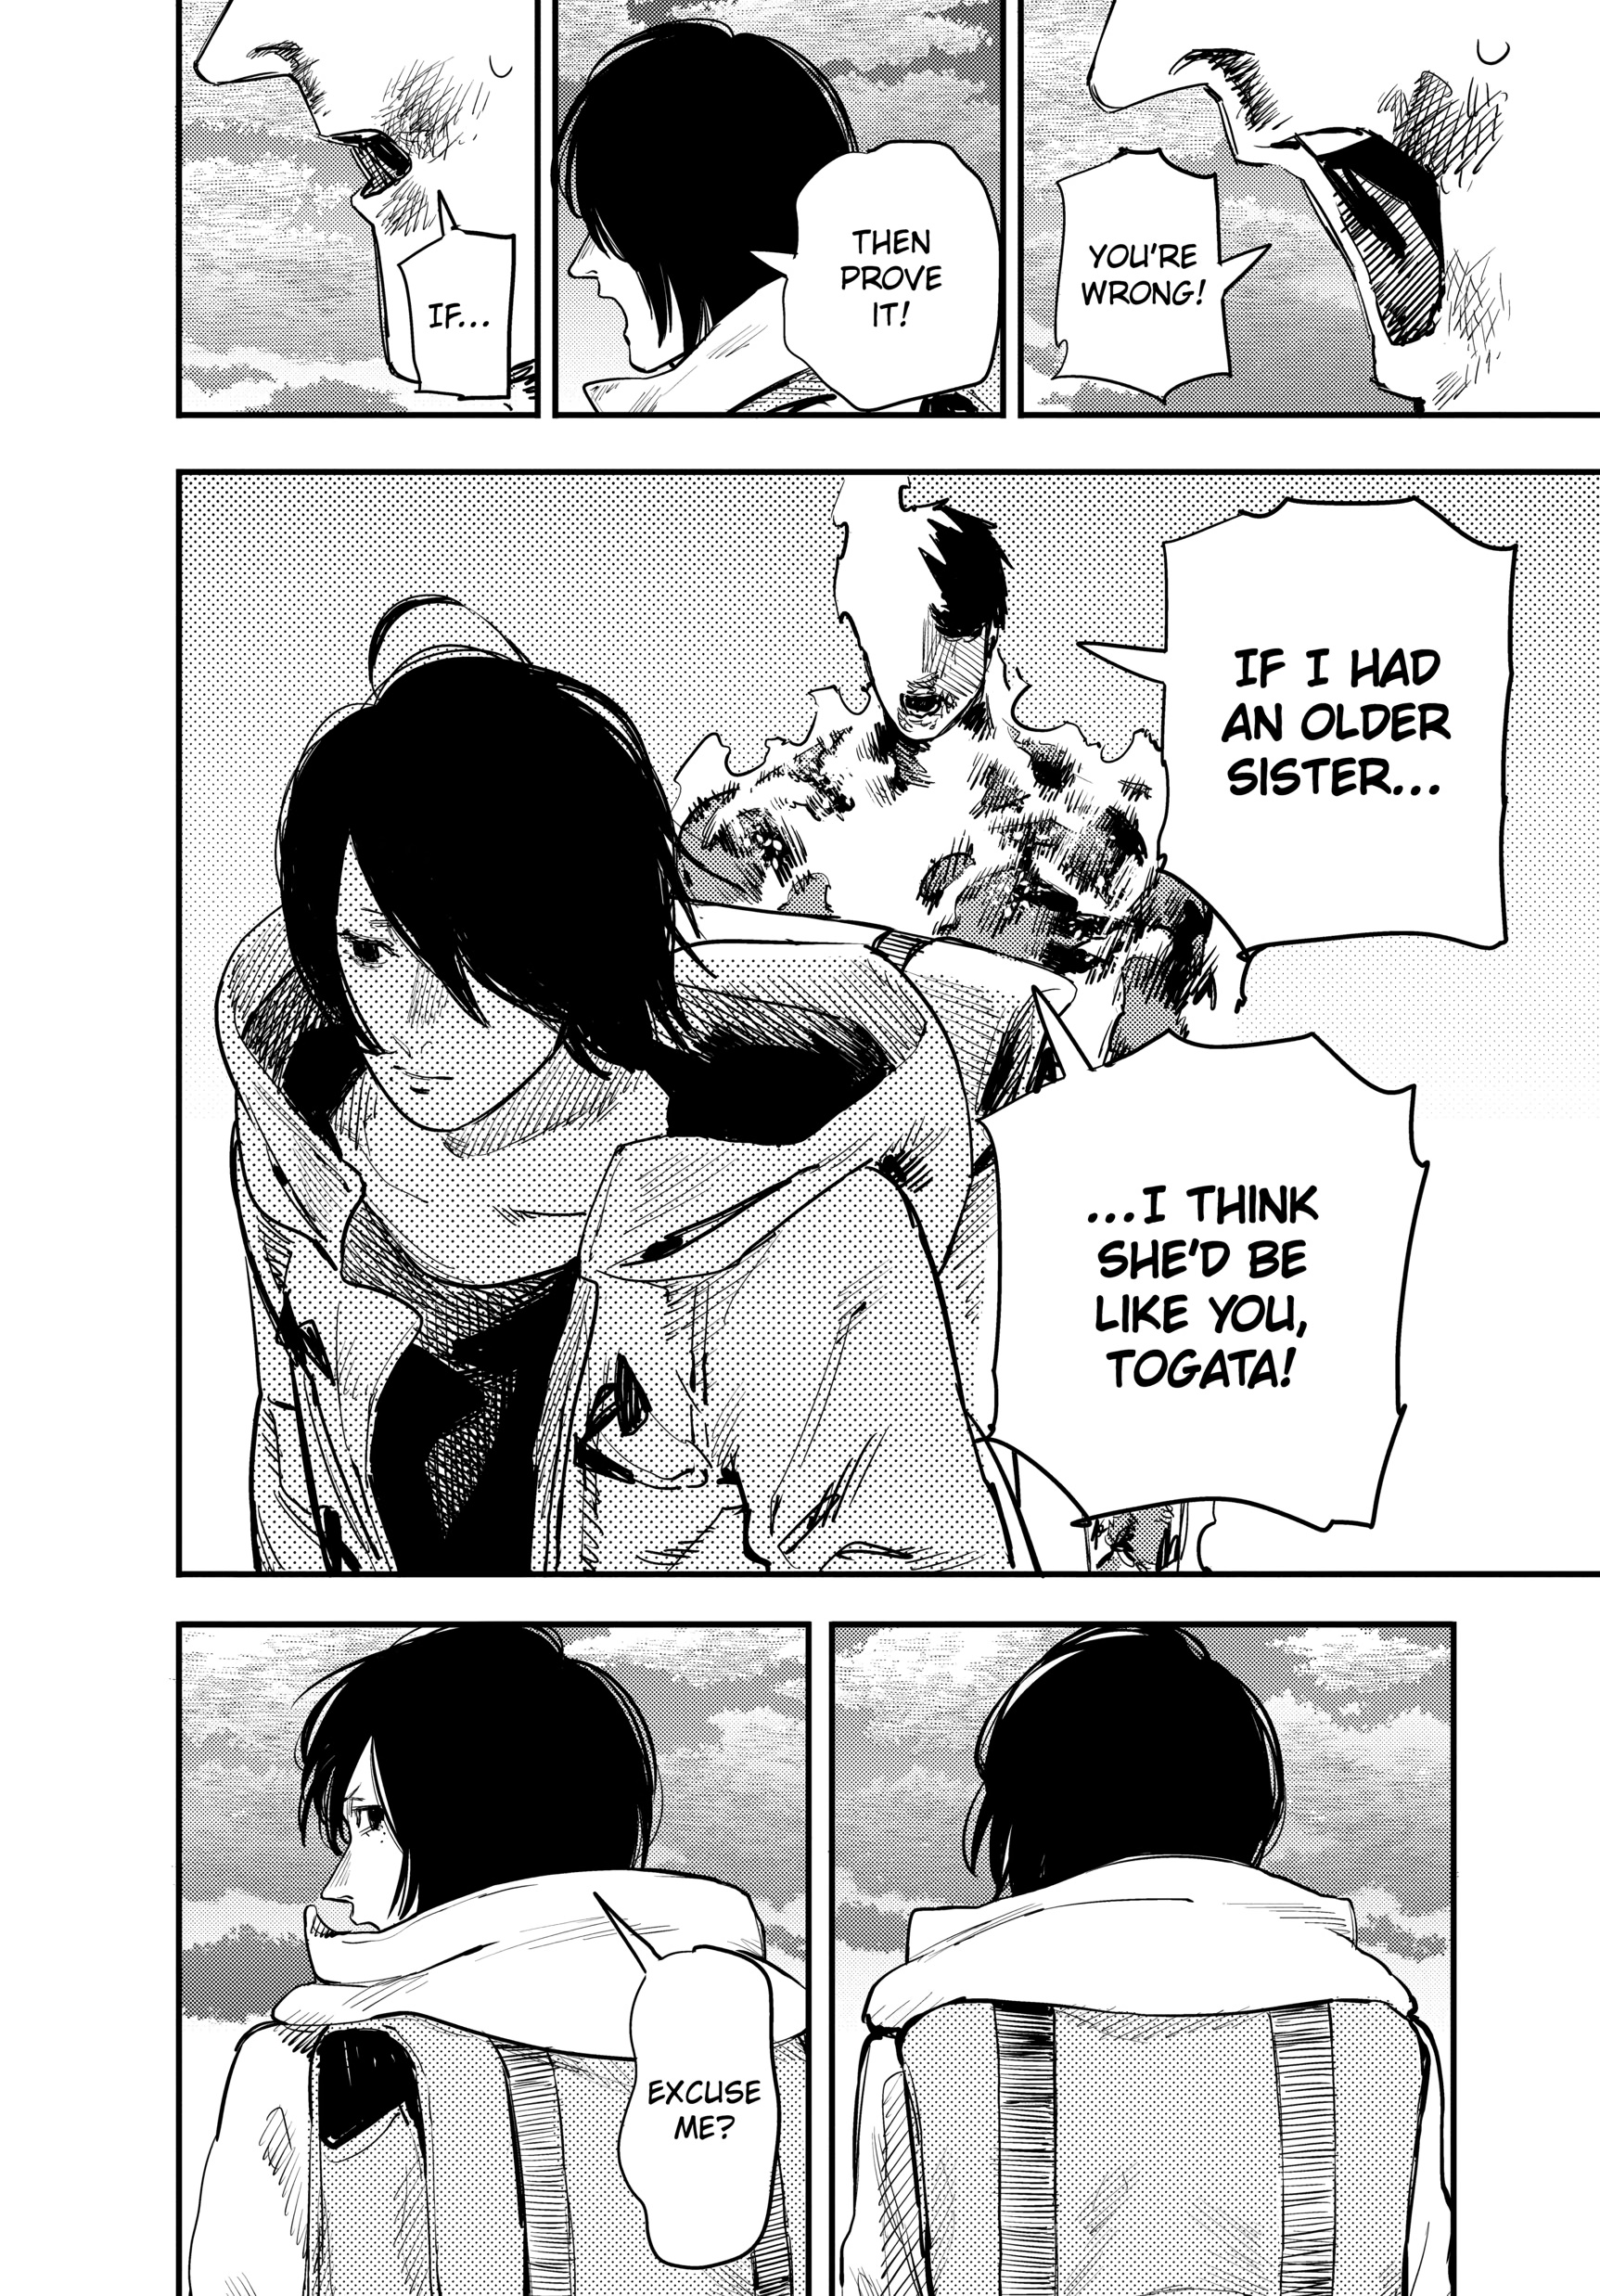 YOU'RE
WRONG!
THEN
PROVE
IT!
IF...
IF I HAD
AN OLDER
SISTER...
...I THINK
SHE'D BE
LIKE YOU,
TOGATA!
EXCUSE
ME?